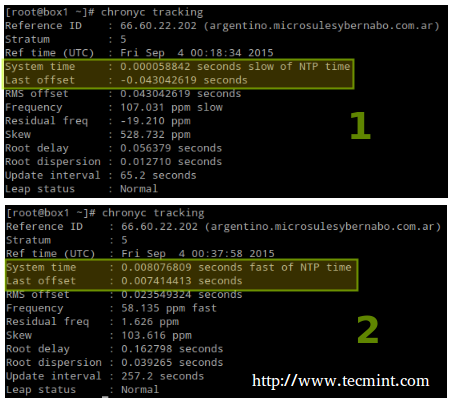 [root@box1 ~]# chronyc tracking
Reference ID    : 66.60.22.202 (argentino.microsulesybernabo.com.ar)
Stratum         : 5
Ref time (UTC)  : Fri Sep  4 00:18:34 2015
System time     : 0.000058842 seconds slow of NTP time
Last offset     : -0.043042619 seconds
RMS offset      : 0.043042619 seconds
Frequency       : 107.031 ppm slow
Residual freq   : -19.210 ppm
Skew            : 528.732 ppm
Root delay      : 0.056379 seconds
Root dispersion : 0.012710 seconds
Update interval : 65.2 seconds
Leap status     : Normal
1
[root@box1 ~]# chronyc tracking
Reference ID    : 66.60.22.202 (argentino.microsulesybernabo.com.ar)
Stratum         : 5
Ref time (UTC)  : Fri Sep  4 00:37:58 2015
System time     : 0.008076809 seconds fast of NTP time
Last offset     : 0.007414413 seconds
RMS offset      : 0.023549324 seconds
Frequency       : 58.135 ppm fast
Residual freq   : 1.626 ppm
Skew            : 103.616 ppm
Root delay      : 0.162798 seconds
Root dispersion : 0.039265 seconds
Update interval : 257.2 seconds
Leap status     : Normal
2
http://www.tecmint.com